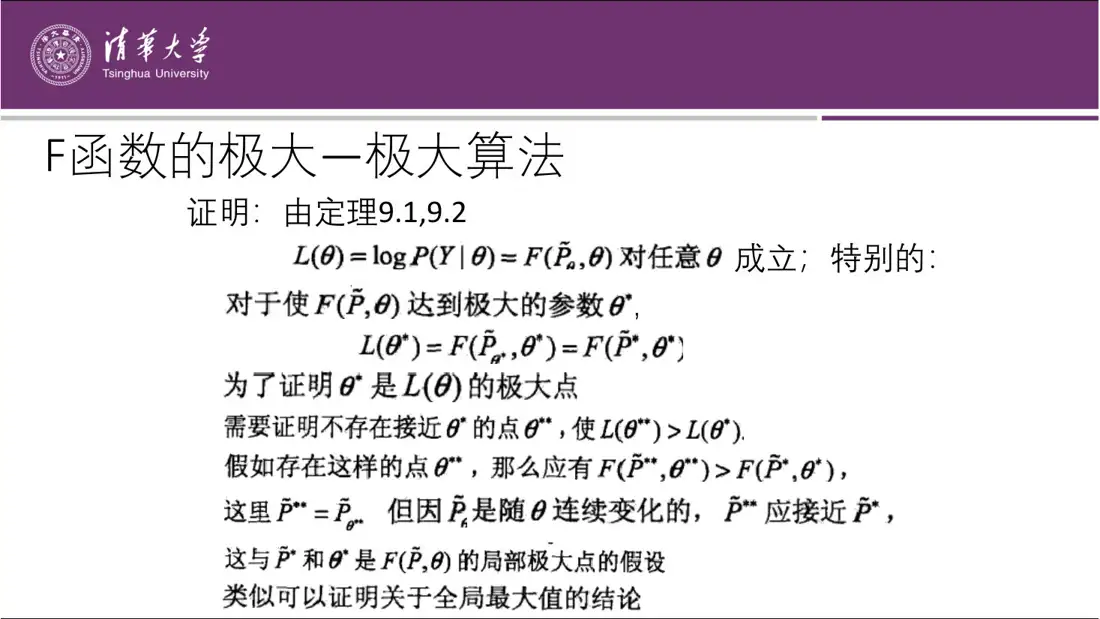 清华大学
Tsinghua University
F函数的极大—极大算法
证明：由定理9.1,9.2
L(θ) = log P(Y | θ) = F(P̃_θ, θ) 对任意 θ 成立；特别的：
对于使 F(P̃, θ) 达到极大的参数 θ*,
L(θ*) = F(P̃_θ*, θ*) = F(P̃*, θ*)
为了证明 θ* 是 L(θ) 的极大点
需要证明不存在接近 θ* 的点 θ**, 使 L(θ**) > L(θ*).
假如存在这样的点 θ**, 那么应有 F(P̃**, θ**) > F(P̃*, θ*),
这里 P̃** = P̃_θ** 但因 P̃_θ 是随 θ 连续变化的， P̃** 应接近 P̃*,
这与 P̃* 和 θ* 是 F(P̃, θ) 的局部极大点的假设
类似可以证明关于全局最大值的结论